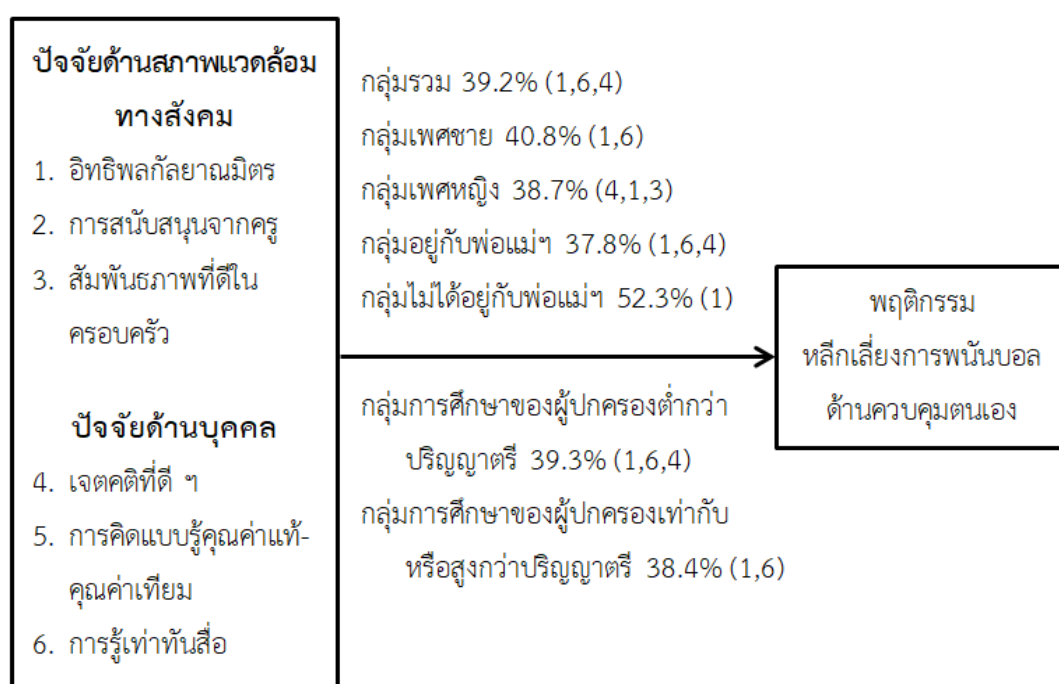 ปัจจัยด้านสภาพแวดล้อม
ทางสังคม
1. อิทธิพลกัลยาณมิตร
2. การสนับสนุนจากครู
3. สัมพันธภาพที่ดีใน
ครอบครัว
ปัจจัยด้านบุคคล
4. เจตคติที่ดี ฯ
5. การคิดแบบรู้คุณค่าแท้-
คุณค่าเทียม
6. การรู้เท่าทันสื่อ
กลุ่มรวม 39.2% (1,6,4)
กลุ่มเพศชาย 40.8% (1,6)
กลุ่มเพศหญิง 38.7% (4,1,3)
กลุ่มอยู่กับพ่อแม่ฯ 37.8% (1,6,4)
กลุ่มไม่ได้อยู่กับพ่อแม่ฯ 52.3% (1)
กลุ่มการศึกษาของผู้ปกครองต่ำกว่า
ปริญญาตรี 39.3% (1,6,4)
กลุ่มการศึกษาของผู้ปกครองเท่ากับ
หรือสูงกว่าปริญญาตรี 38.4% (1,6)
พฤติกรรม
หลีกเลี่ยงการพนันบอล
ด้านควบคุมตนเอง